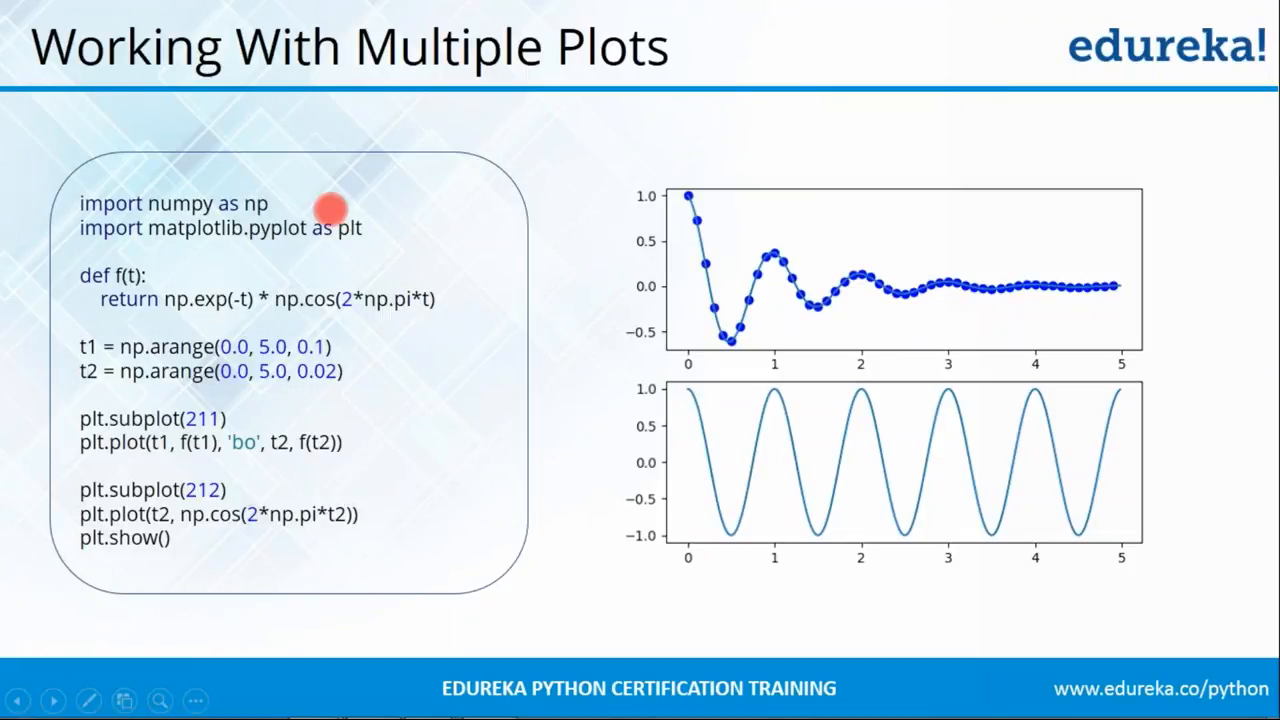 Working With Multiple Plots
edureka!
import numpy as np
import matplotlib.pyplot as plt
def f(t):
return np.exp(-t) * np.cos(2*np.pi*t)
t1 = np.arange(0.0, 5.0, 0.1)
t2 = np.arange(0.0, 5.0, 0.02)
plt.subplot(211)
plt.plot(t1, f(t1), 'bo', t2, f(t2))
plt.subplot(212)
plt.plot(t2, np.cos(2*np.pi*t2))
plt.show()
1.0
0.5
0.0
−0.5
0 1 2 3 4 5
1.0
0.5
0.0
−0.5
−1.0
0 1 2 3 4 5
EDUREKA PYTHON CERTIFICATION TRAINING
www.edureka.co/python